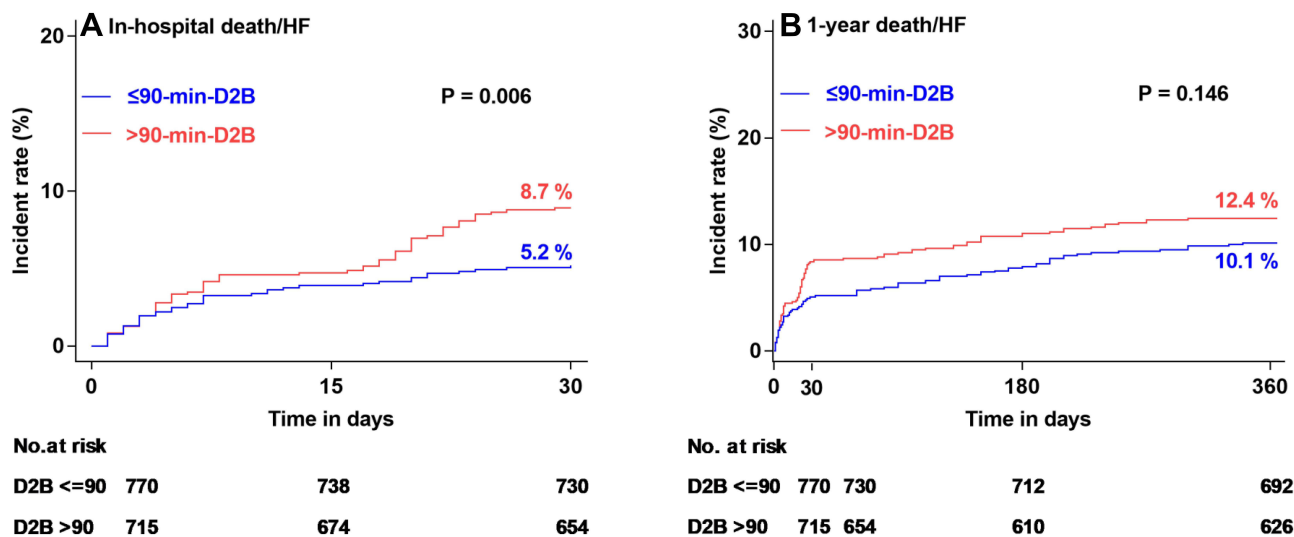 A In-hospital death/HF
20
≤90-min-D2B
P = 0.006
>90-min-D2B
Incident rate (%)
10
8.7 %
5.2 %
0
0 15 30
Time in days
No.at risk
D2B <=90 770 738 730
D2B >90 715 674 654
B 1-year death/HF
30
≤90-min-D2B
P = 0.146
>90-min-D2B
Incident rate (%)
20
12.4 %
10
10.1 %
0
0 30 180 360
Time in days
No. at risk
D2B <=90 770 730 712 692
D2B >90 715 654 610 626